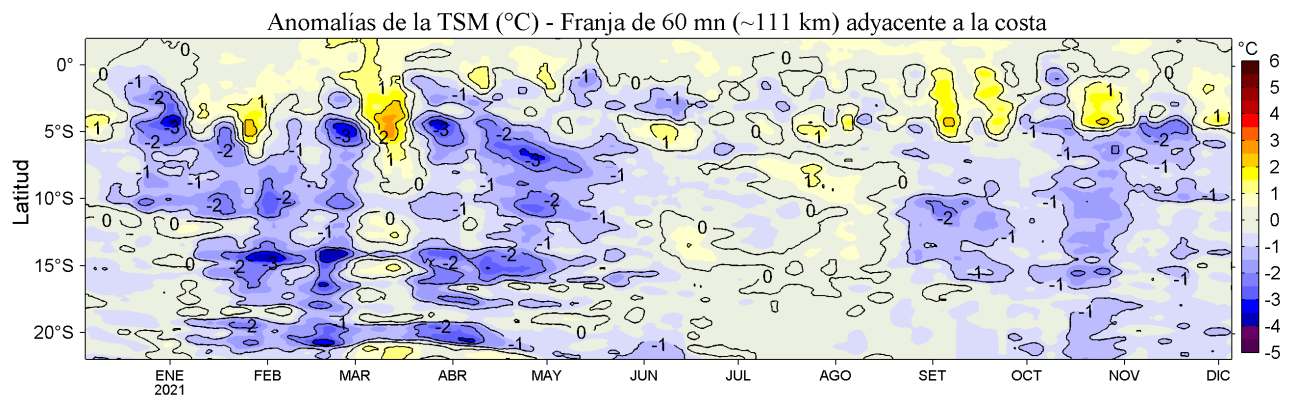 Anomalías de la TSM (°C) - Franja de 60 mn (~111 km) adyacente a la costa
°C
Latitud
0°
5°S
10°S
15°S
20°S
6
5
4
3
2
1
0
-1
-2
-3
-4
-5
ENE FEB MAR ABR MAY JUN JUL AGO SET OCT NOV DIC
2021